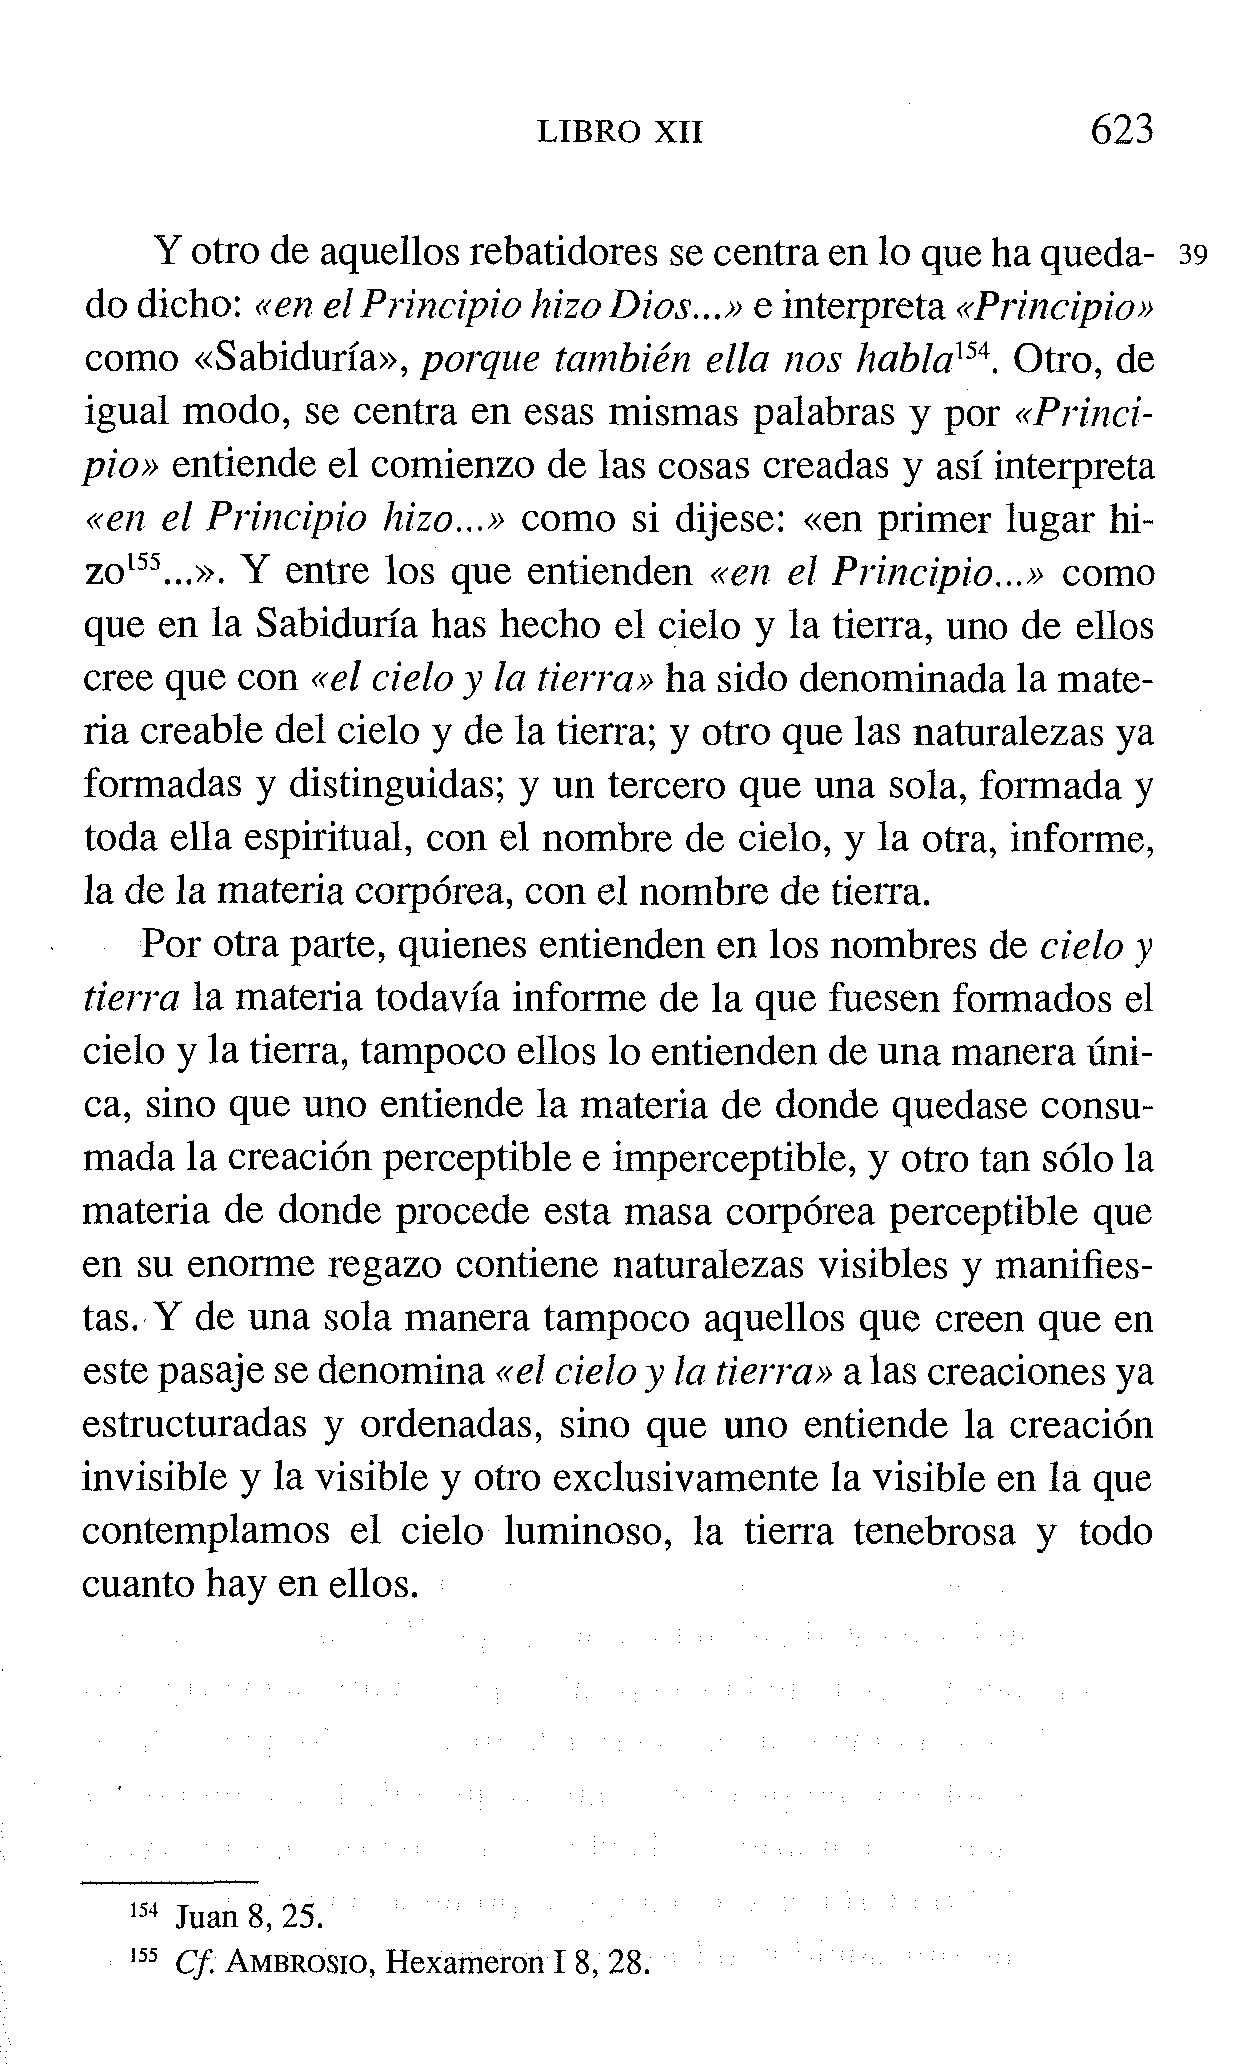 LIBRO XII 623
Y otro de aquellos rebatidores se centra en lo que ha queda- 39
do dicho: «en el Principio hizo Dios...» e interpreta «Principio»
como «Sabiduría», porque también ella nos habla¹⁵⁴. Otro, de
igual modo, se centra en esas mismas palabras y por «Princi-
pio» entiende el comienzo de las cosas creadas y así interpreta
«en el Principio hizo...» como si dijese: «en primer lugar hi-
zo¹⁵⁵...». Y entre los que entienden «en el Principio...» como
que en la Sabiduría has hecho el cielo y la tierra, uno de ellos
cree que con «el cielo y la tierra» ha sido denominada la mate-
ria creable del cielo y de la tierra; y otro que las naturalezas ya
formadas y distinguidas; y un tercero que una sola, formada y
toda ella espiritual, con el nombre de cielo, y la otra, informe,
la de la materia corpórea, con el nombre de tierra.
Por otra parte, quienes entienden en los nombres de cielo y
tierra la materia todavía informe de la que fuesen formados el
cielo y la tierra, tampoco ellos lo entienden de una manera úni-
ca, sino que uno entiende la materia de donde quedase consu-
mada la creación perceptible e imperceptible, y otro tan sólo la
materia de donde procede esta masa corpórea perceptible que
en su enorme regazo contiene naturalezas visibles y manifies-
tas. Y de una sola manera tampoco aquellos que creen que en
este pasaje se denomina «el cielo y la tierra» a las creaciones ya
estructuradas y ordenadas, sino que uno entiende la creación
invisible y la visible y otro exclusivamente la visible en la que
contemplamos el cielo luminoso, la tierra tenebrosa y todo
cuanto hay en ellos.
¹⁵⁴ Juan 8, 25.
¹⁵⁵ Cf. AMBROSIO, Hexameron I 8, 28.